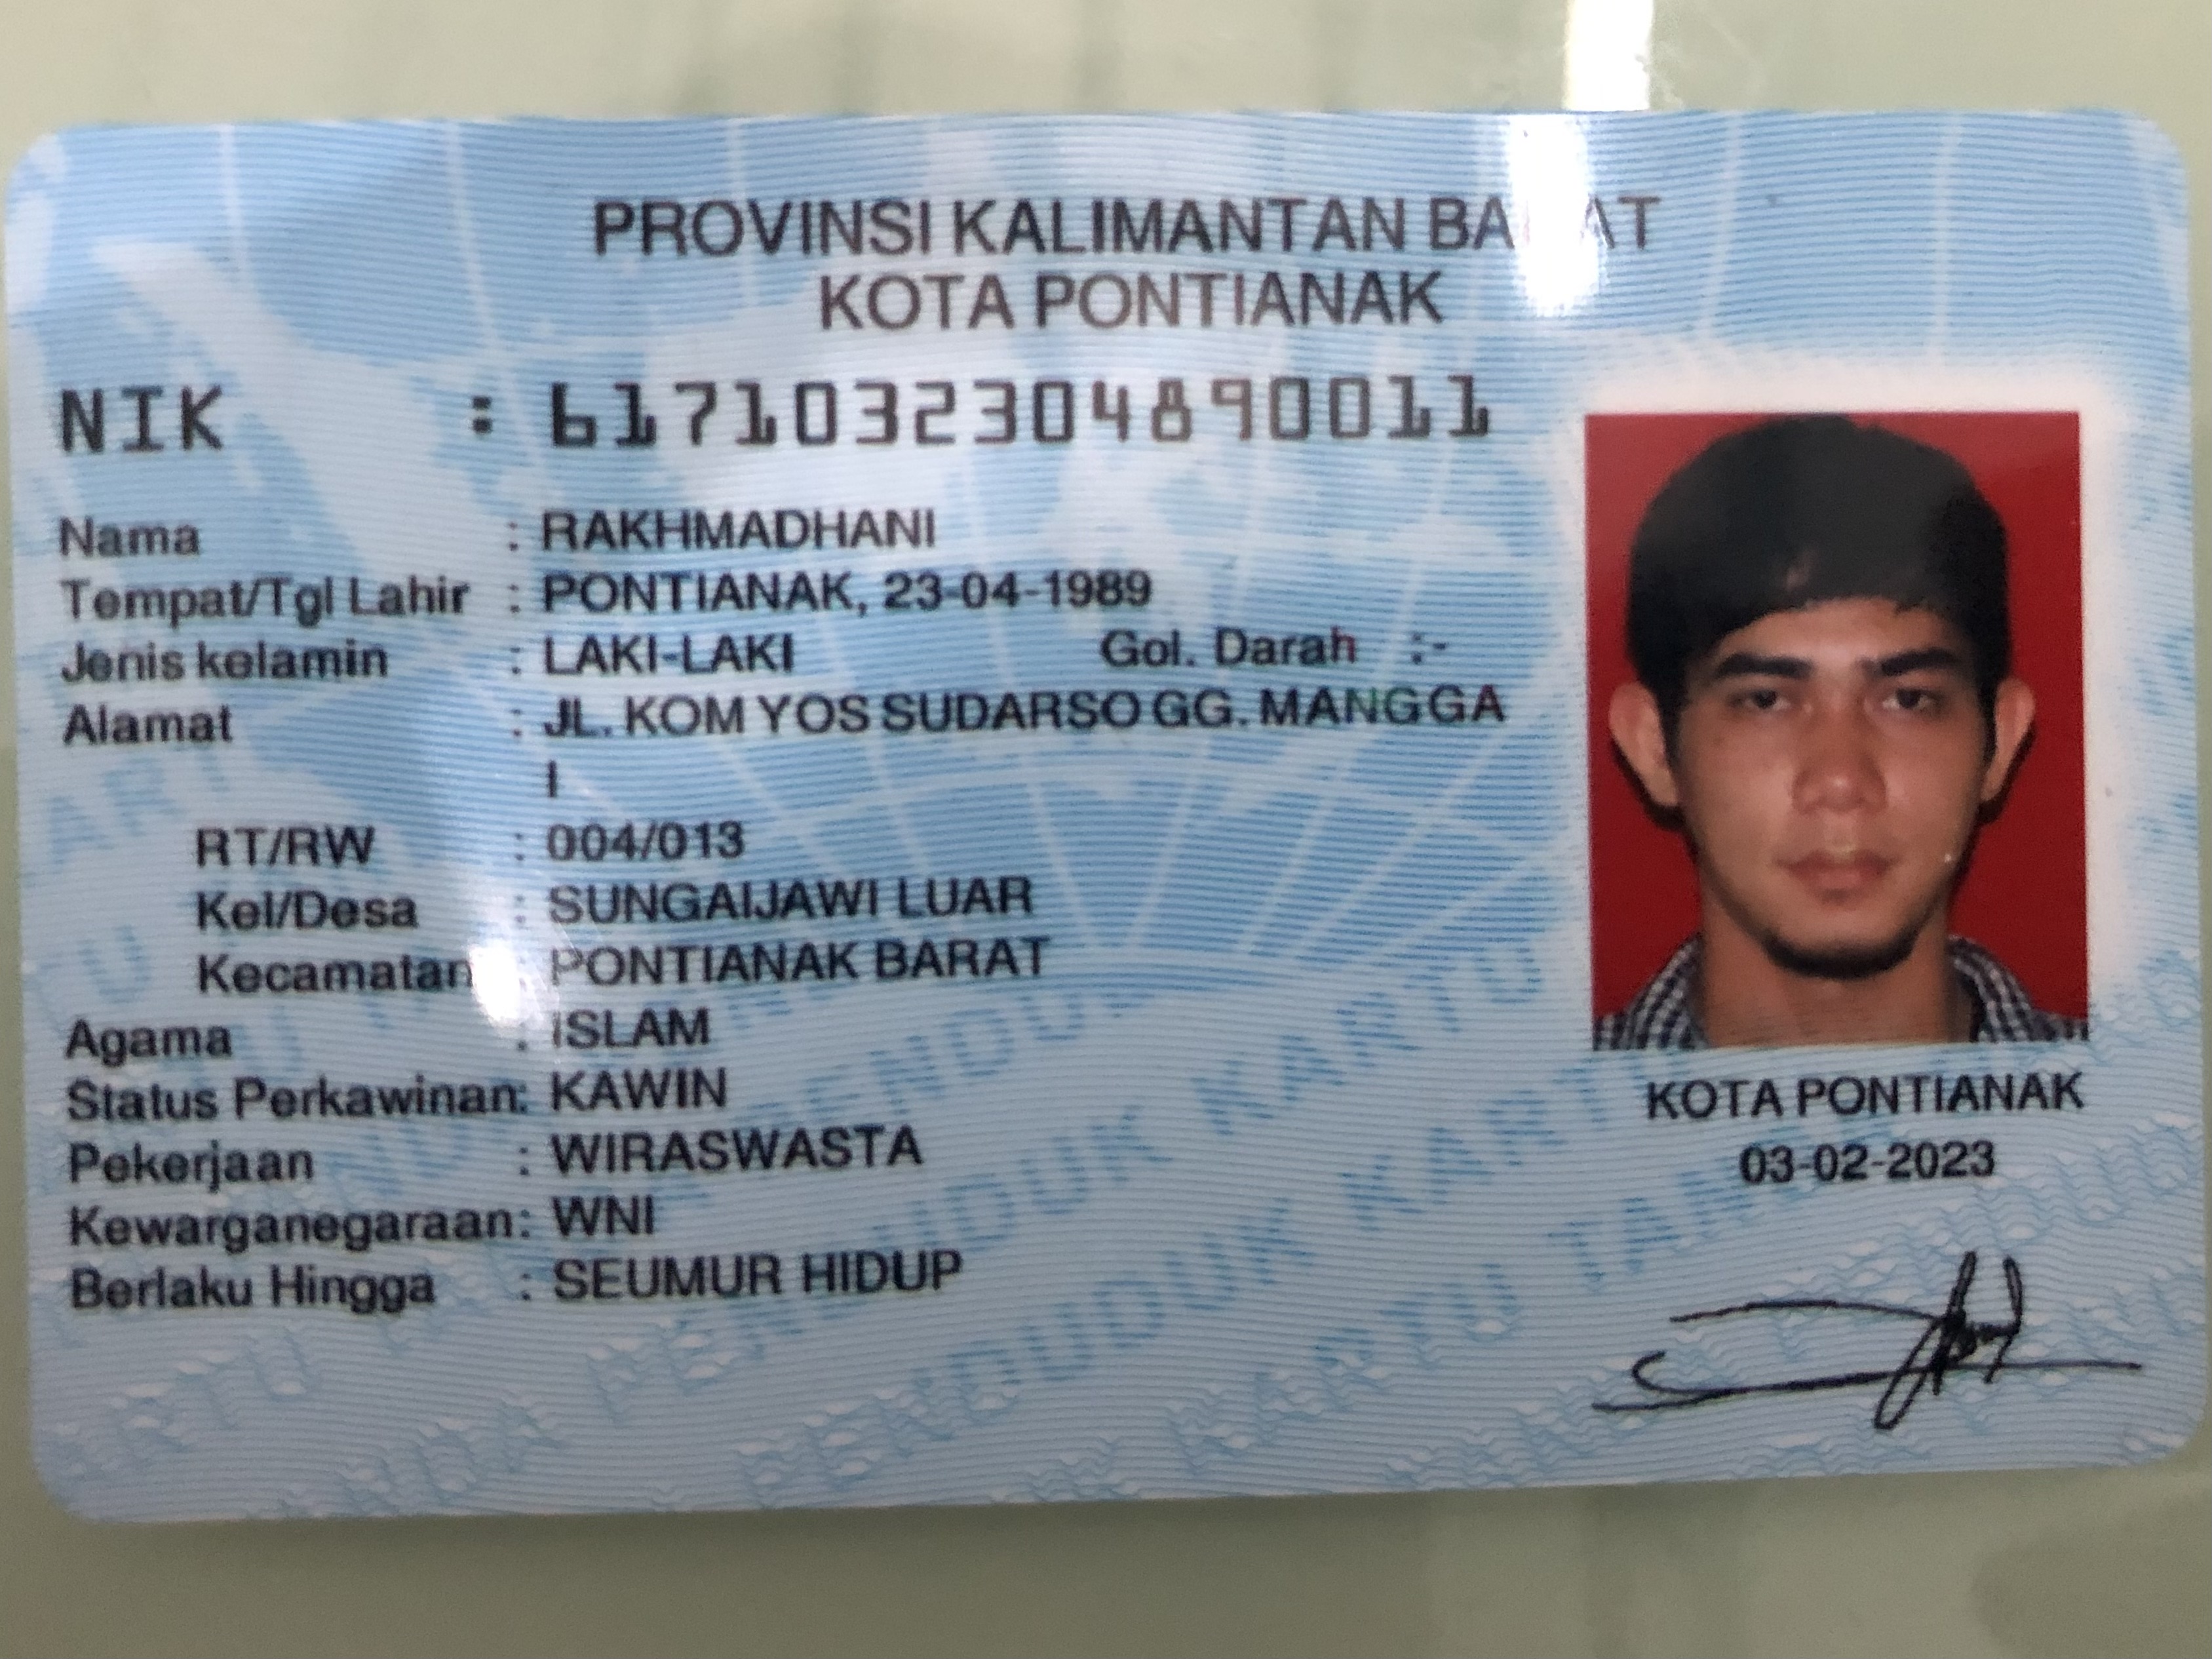 PROVINSI KALIMANTAN BARAT
KOTA PONTIANAK
NIK : 6171032304890011
Nama : RAKHMADHANI
Tempat/Tgl Lahir : PONTIANAK, 23-04-1989
Jenis kelamin : LAKI-LAKI Gol. Darah :-
Alamat : JL. KOM YOS SUDARSO GG. MANGGA
I
RT/RW : 004/013
Kel/Desa : SUNGAIJAWI LUAR
Kecamatan : PONTIANAK BARAT
Agama : ISLAM
Status Perkawinan: KAWIN
Pekerjaan : WIRASWASTA
Kewarganegaraan: WNI
Berlaku Hingga : SEUMUR HIDUP
KOTA PONTIANAK
03-02-2023